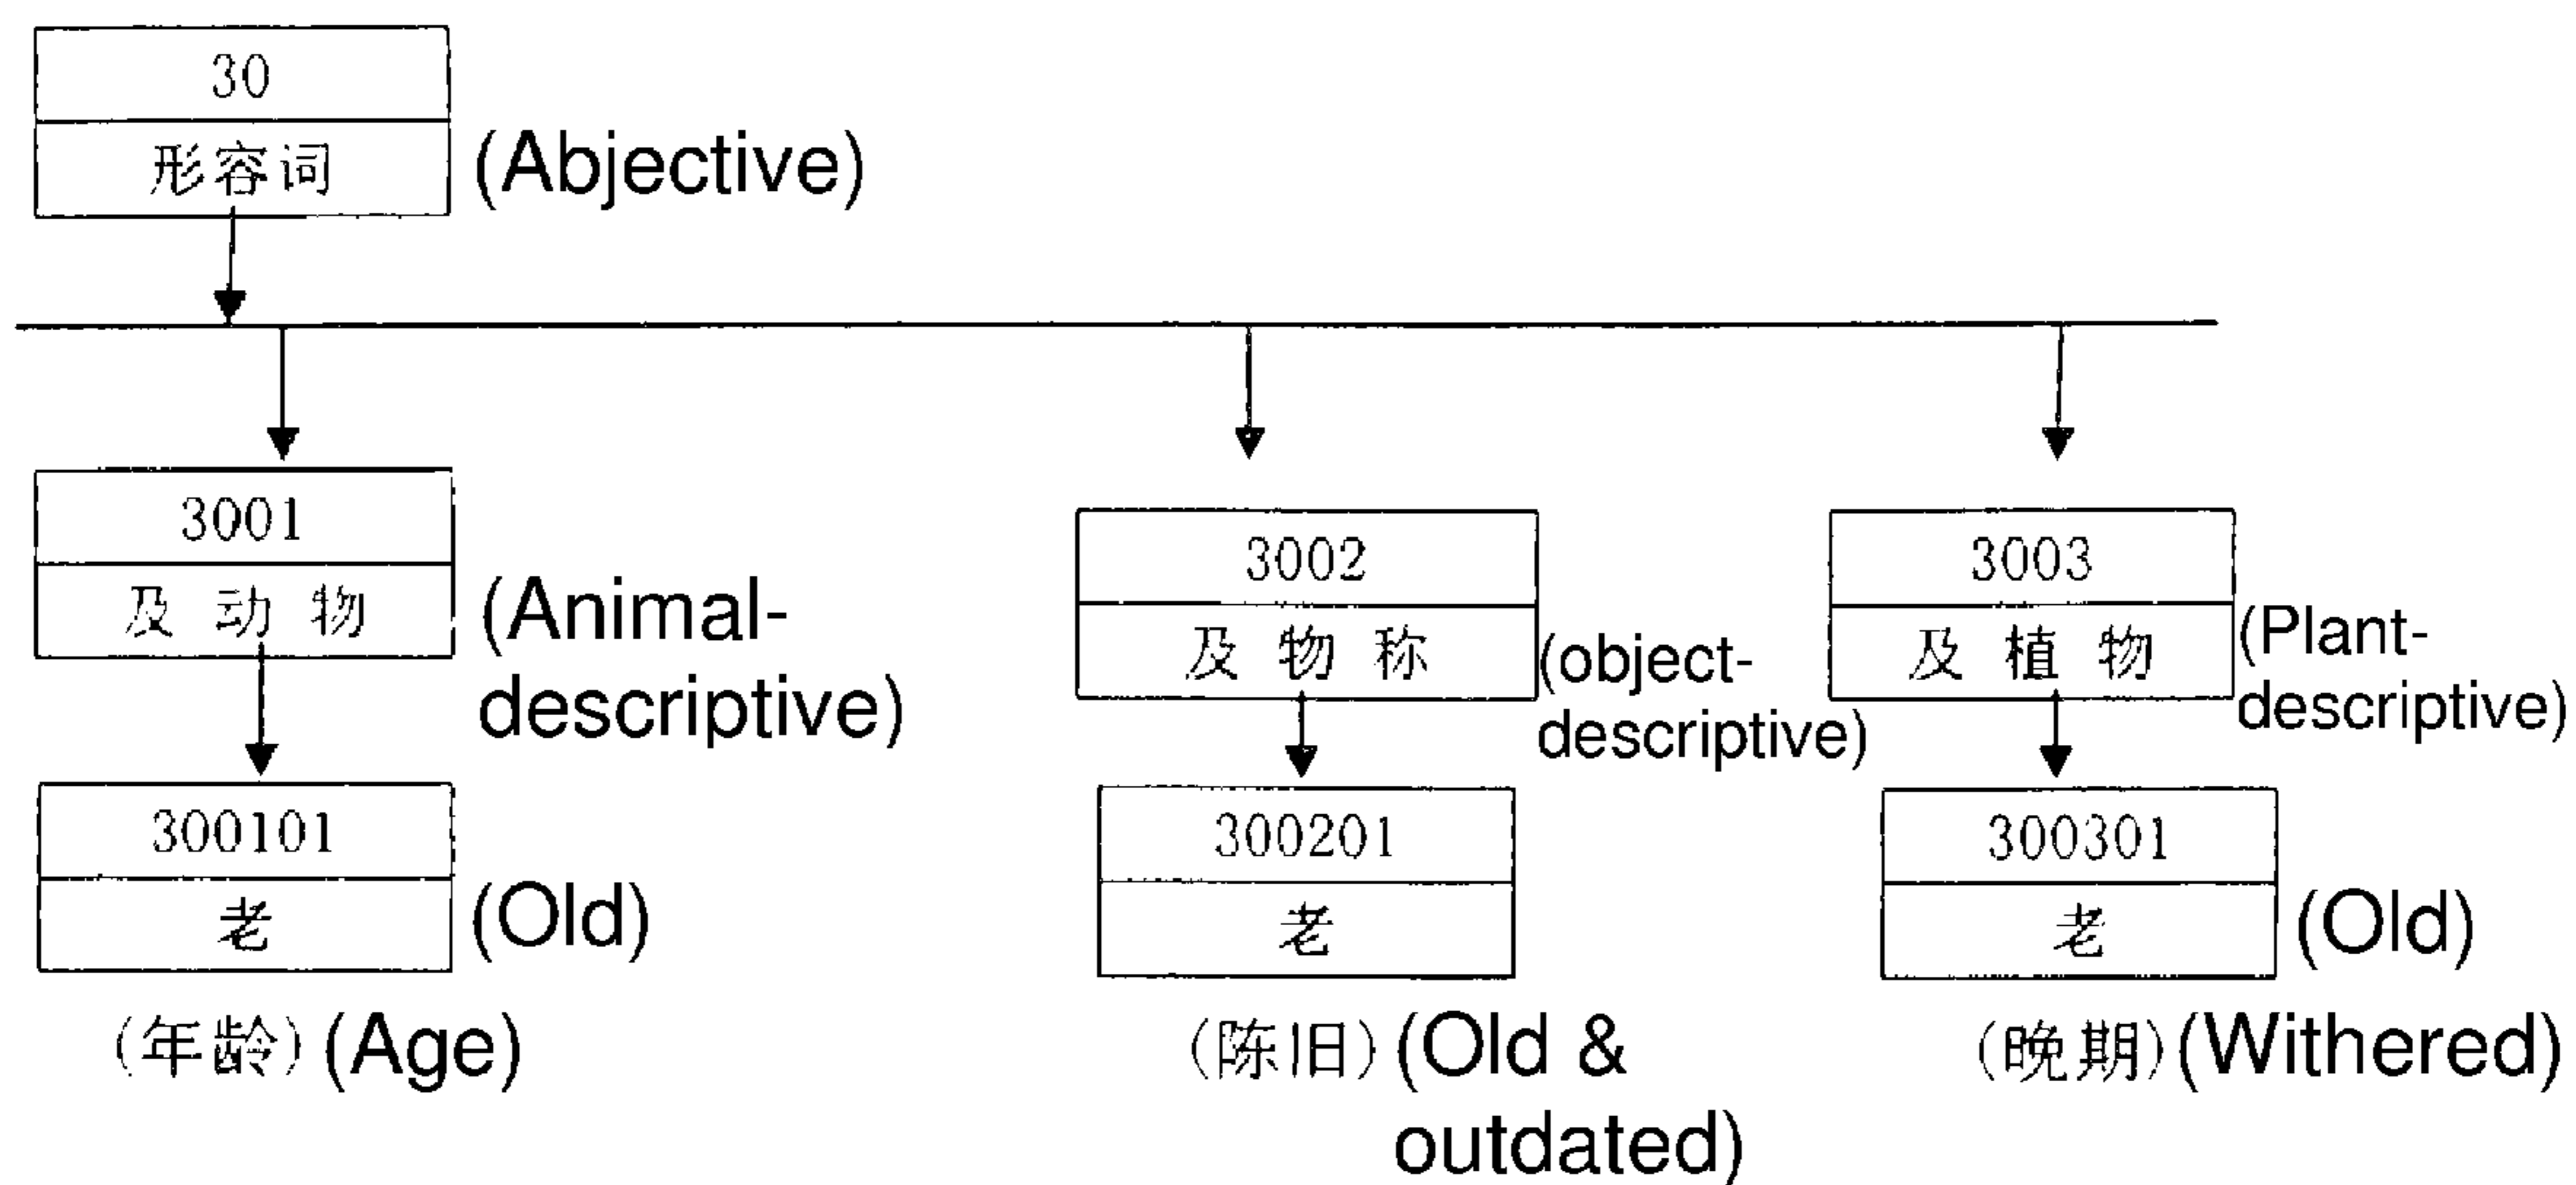 30
形容词 (Abjective)
3001
及动物 (Animal-
descriptive)
3002
及物称 (object-
descriptive)
3003
及植物 (Plant-
descriptive)
300101
老 (Old)
(年龄) (Age)
300201
老
(陈旧) (Old &
outdated)
300301
老 (Old)
(晚期) (Withered)